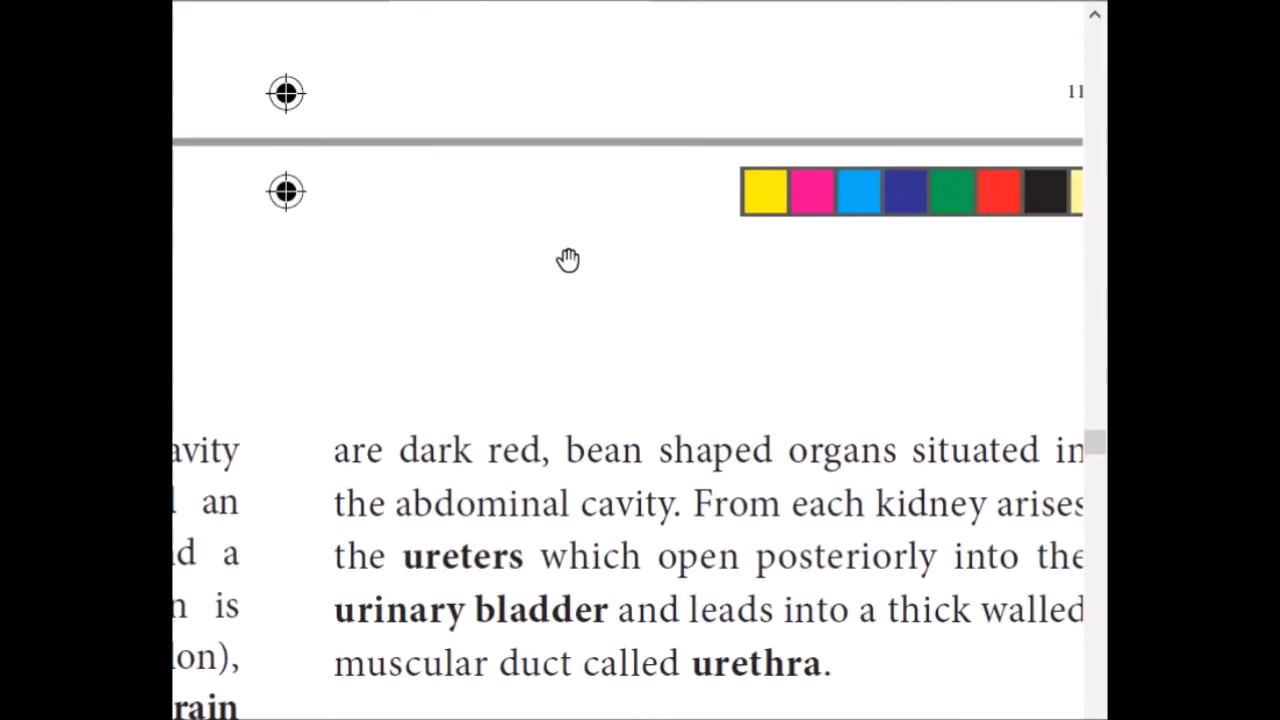 11
avity
an
d a
n is
ion),
rain
are dark red, bean shaped organs situated in
the abdominal cavity. From each kidney arises
the ureters which open posteriorly into the
urinary bladder and leads into a thick walled
muscular duct called urethra.